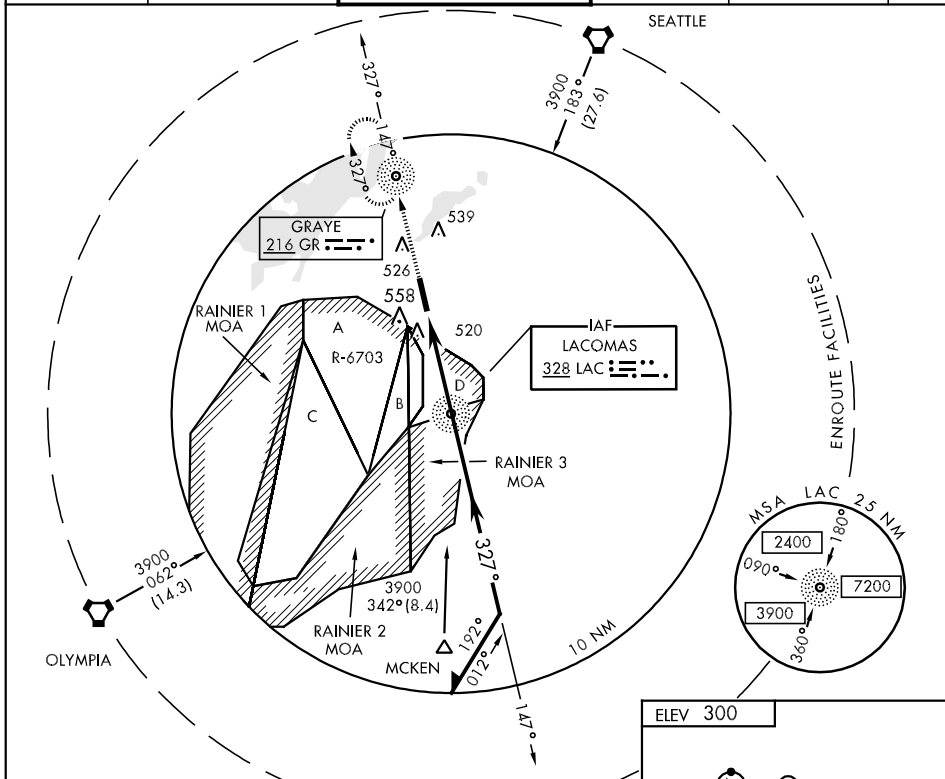 SEATTLE
327°
147°
327°
3900
183°
(27.6)
GRAYE
216 GR
539
526
558
520
RAINIER 1
MOA
A
R-6703
IAF
LACOMAS
328 LAC
D
C
B
RAINIER 3
MOA
ENROUTE FACILITIES
3900
062°
(14.3)
OLYMPIA
327°
3900
342° (8.4)
RAINIER 2
MOA
MCKEN
192°
012°
10 NM
147°
MSA LAC 25 NM
180°
2400
090°
7200
3900
360°
ELEV 300